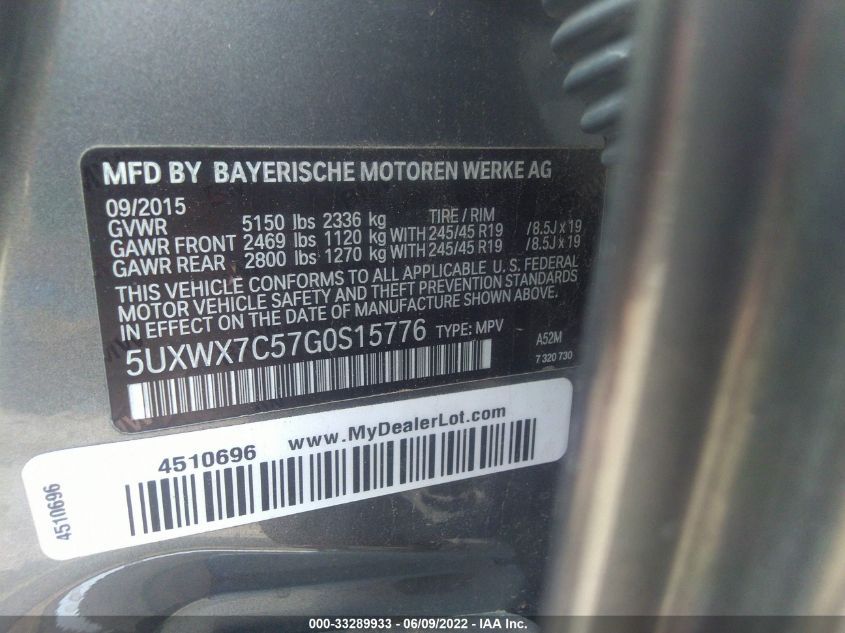 MFD BY BAYERISCHE MOTOREN WERKE AG
09/2015 TIRE / RIM
GVWR 5150 lbs 2336 kg
GAWR FRONT 2469 lbs 1120 kg WITH 245/45 R19 / 8.5J x 19
GAWR REAR 2800 lbs 1270 kg WITH 245/45 R19 / 8.5J x 19
THIS VEHICLE CONFORMS TO ALL APPLICABLE U.S. FEDERAL
MOTOR VEHICLE SAFETY AND THEFT PREVENTION STANDARDS
IN EFFECT ON THE DATE OF MANUFACTURE SHOWN ABOVE.
5UXWX7C57G0S15776 TYPE: MPV A52M
7 320 730
4510696 www.MyDealerLot.com
4510696
000-33289933 - 06/09/2022 - IAA Inc.